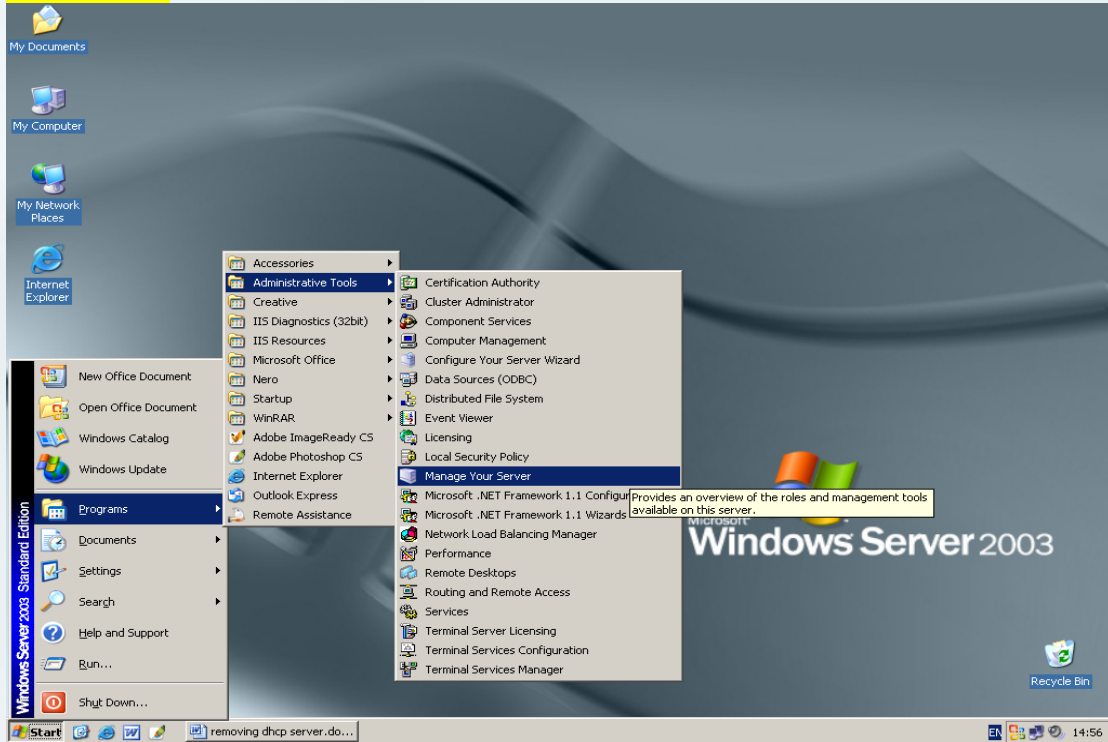 My Documents
My Computer
My Network
Places
Internet
Explorer
Accessories
Administrative Tools
Creative
IIS Diagnostics (32bit)
IIS Resources
Microsoft Office
Nero
Startup
WinRAR
Adobe ImageReady CS
Adobe Photoshop CS
Internet Explorer
Outlook Express
Remote Assistance
Certification Authority
Cluster Administrator
Component Services
Computer Management
Configure Your Server Wizard
Data Sources (ODBC)
Distributed File System
Event Viewer
Licensing
Local Security Policy
Manage Your Server
Microsoft .NET Framework 1.1 Configur
Microsoft .NET Framework 1.1 Wizards
Network Load Balancing Manager
Performance
Remote Desktops
Routing and Remote Access
Services
Terminal Server Licensing
Terminal Services Configuration
Terminal Services Manager
Provides an overview of the roles and management tools
available on this server.
New Office Document
Open Office Document
Windows Catalog
Windows Update
Programs
Documents
Settings
Search
Help and Support
Run...
Shut Down...
Windows Server 2003 Standard Edition
Microsoft
Windows Server 2003
Recycle Bin
Start
removing dhcp server.do...
EN
14:56